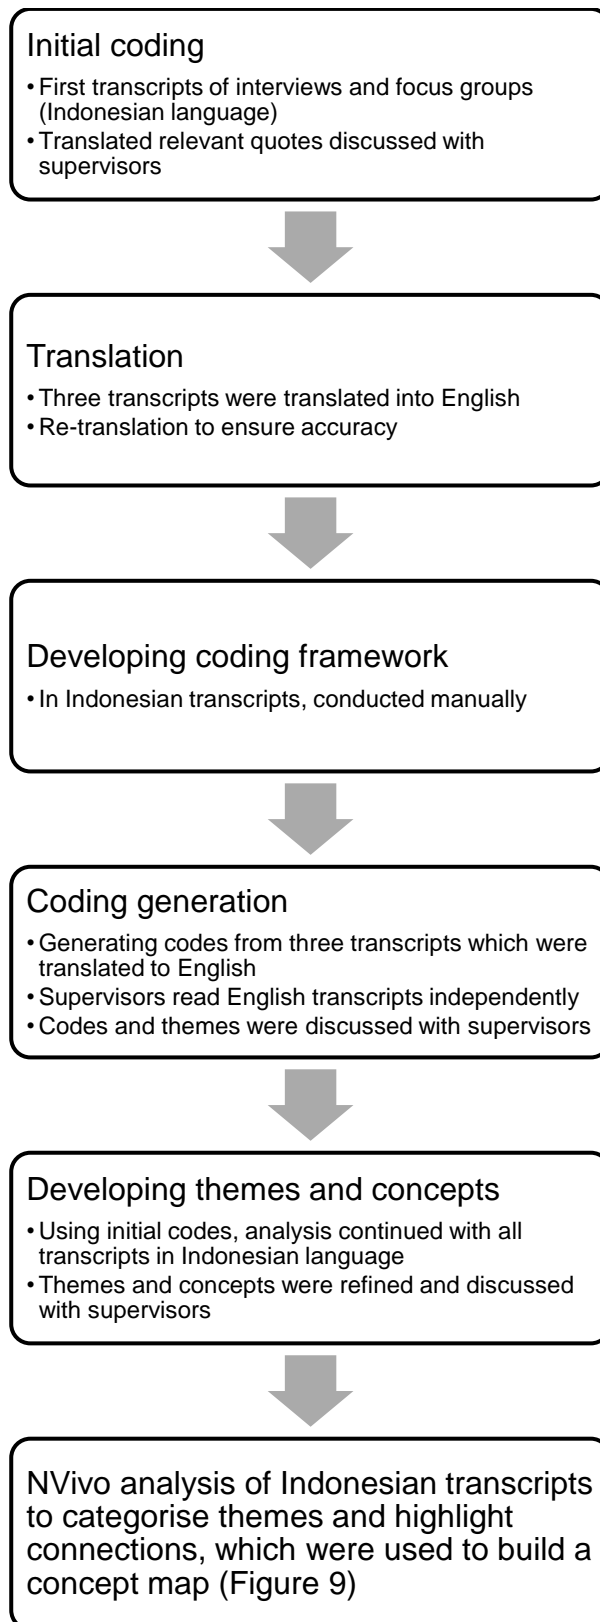 Initial coding
• First transcripts of interviews and focus groups
(Indonesian language)
• Translated relevant quotes discussed with
supervisors
Translation
• Three transcripts were translated into English
• Re-translation to ensure accuracy
Developing coding framework
• In Indonesian transcripts, conducted manually
Coding generation
• Generating codes from three transcripts which were
translated to English
• Supervisors read English transcripts independently
• Codes and themes were discussed with supervisors
Developing themes and concepts
• Using initial codes, analysis continued with all
transcripts in Indonesian language
• Themes and concepts were refined and discussed
with supervisors
NVivo analysis of Indonesian transcripts
to categorise themes and highlight
connections, which were used to build a
concept map (Figure 9)